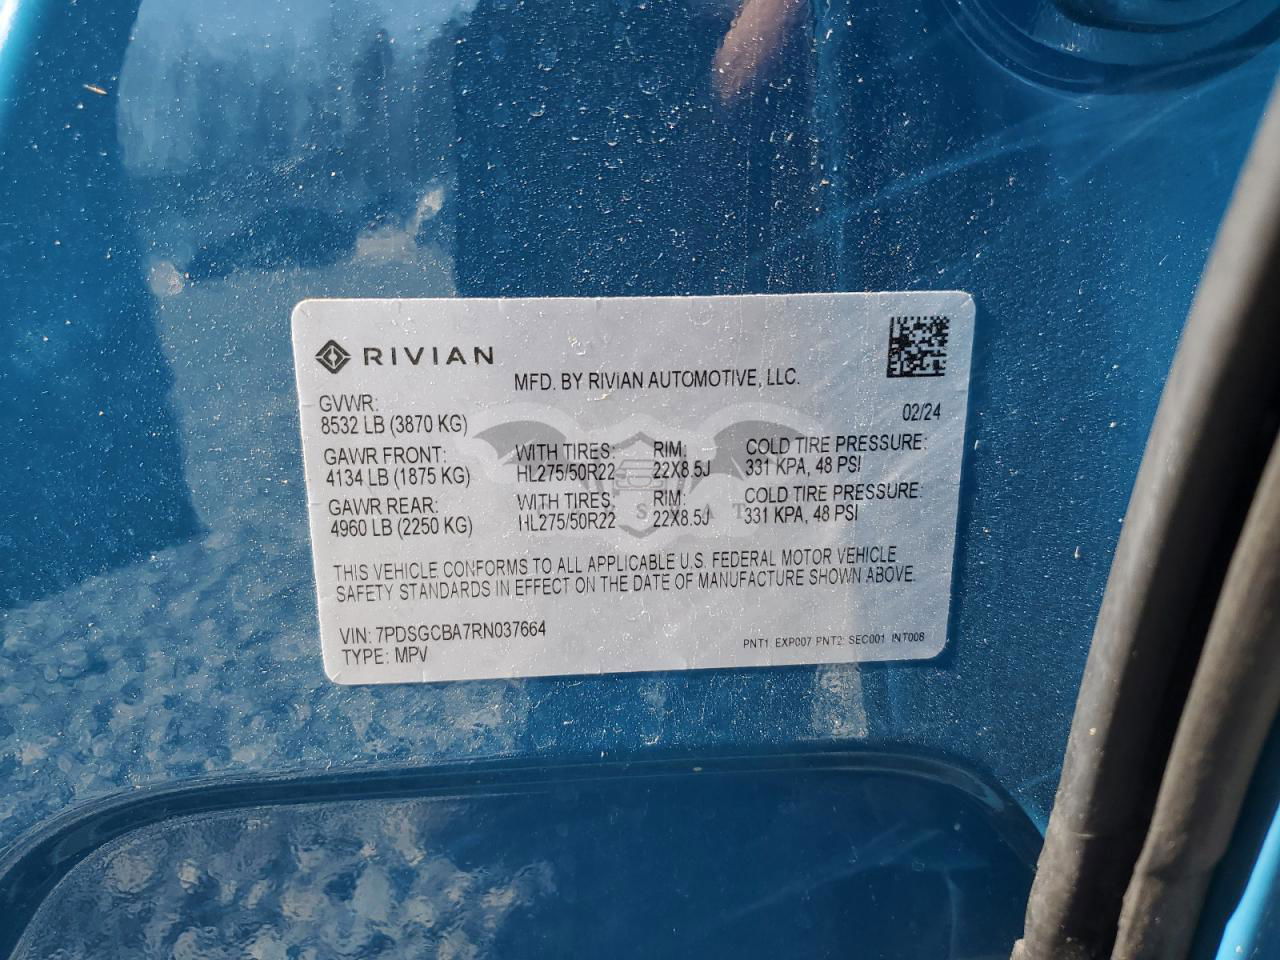 RIVIAN
MFD. BY RIVIAN AUTOMOTIVE, LLC.
GVWR:
8532 LB (3870 KG)
02/24
GAWR FRONT: WITH TIRES: RIM: COLD TIRE PRESSURE:
4134 LB (1875 KG) HL275/50R22 22X8.5J 331 KPA, 48 PSI
GAWR REAR: WITH TIRES: RIM: COLD TIRE PRESSURE:
4960 LB (2250 KG) HL275/50R22 22X8.5J 331 KPA, 48 PSI
THIS VEHICLE CONFORMS TO ALL APPLICABLE U.S. FEDERAL MOTOR VEHICLE
SAFETY STANDARDS IN EFFECT ON THE DATE OF MANUFACTURE SHOWN ABOVE.
VIN: 7PDSGCBA7RN037664
TYPE: MPV
PNT1: EXP007 PNT2: SEC001 INT008